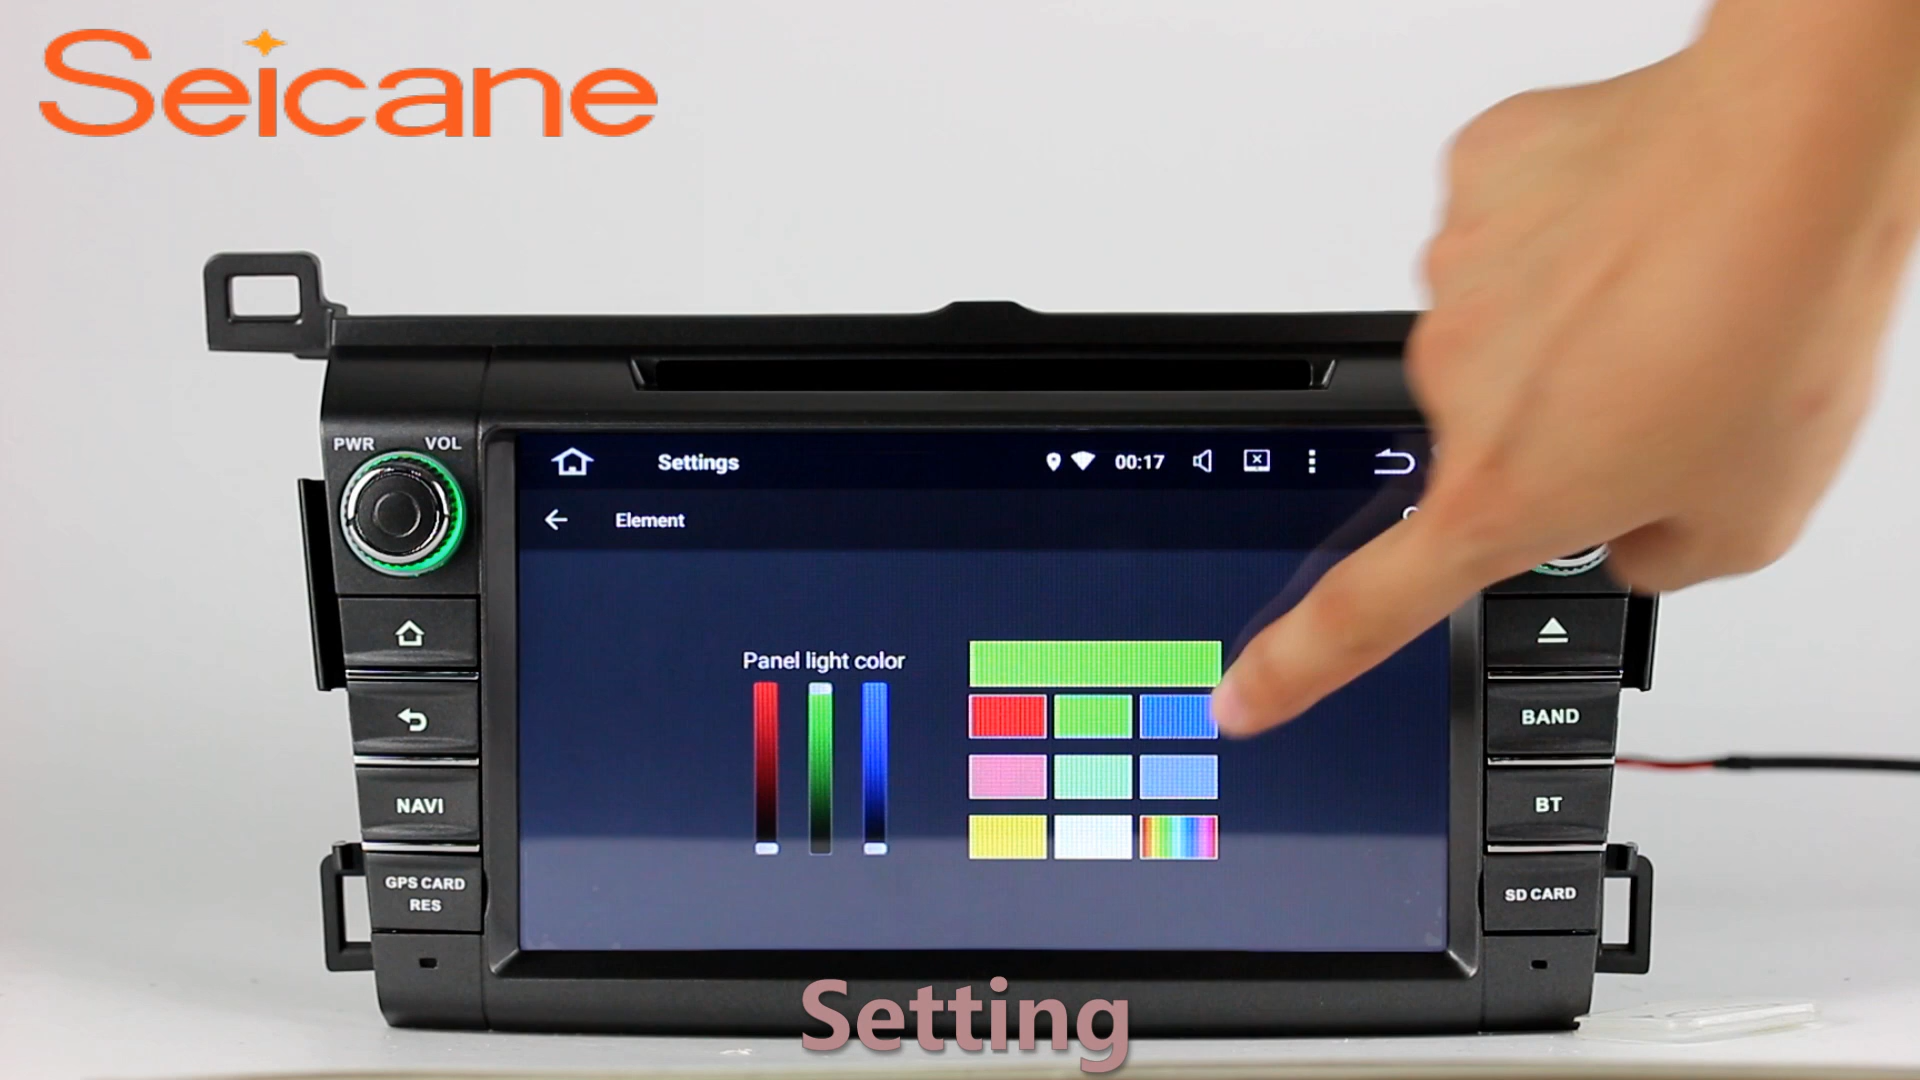 Seicane
PWR VOL
Settings
00:17
Element
Panel light color
NAVI
GPS CARD
RES
BAND
BT
SD CARD
Setting